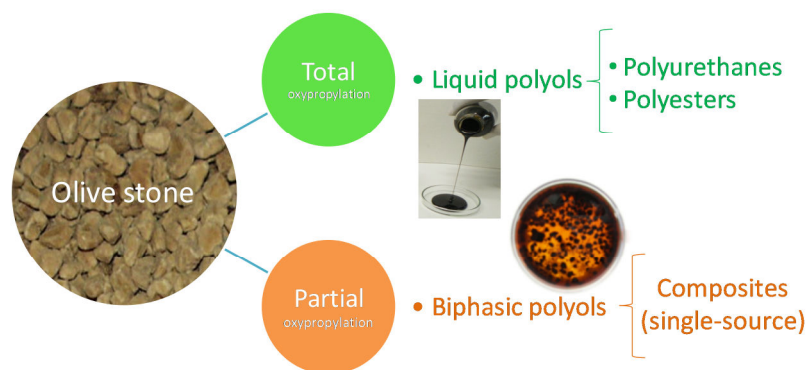 Total
oxypropylation
• Liquid polyols
• Polyurethanes
• Polyesters
Olive stone
Partial
oxypropylation
• Biphasic polyols
Composites
(single-source)